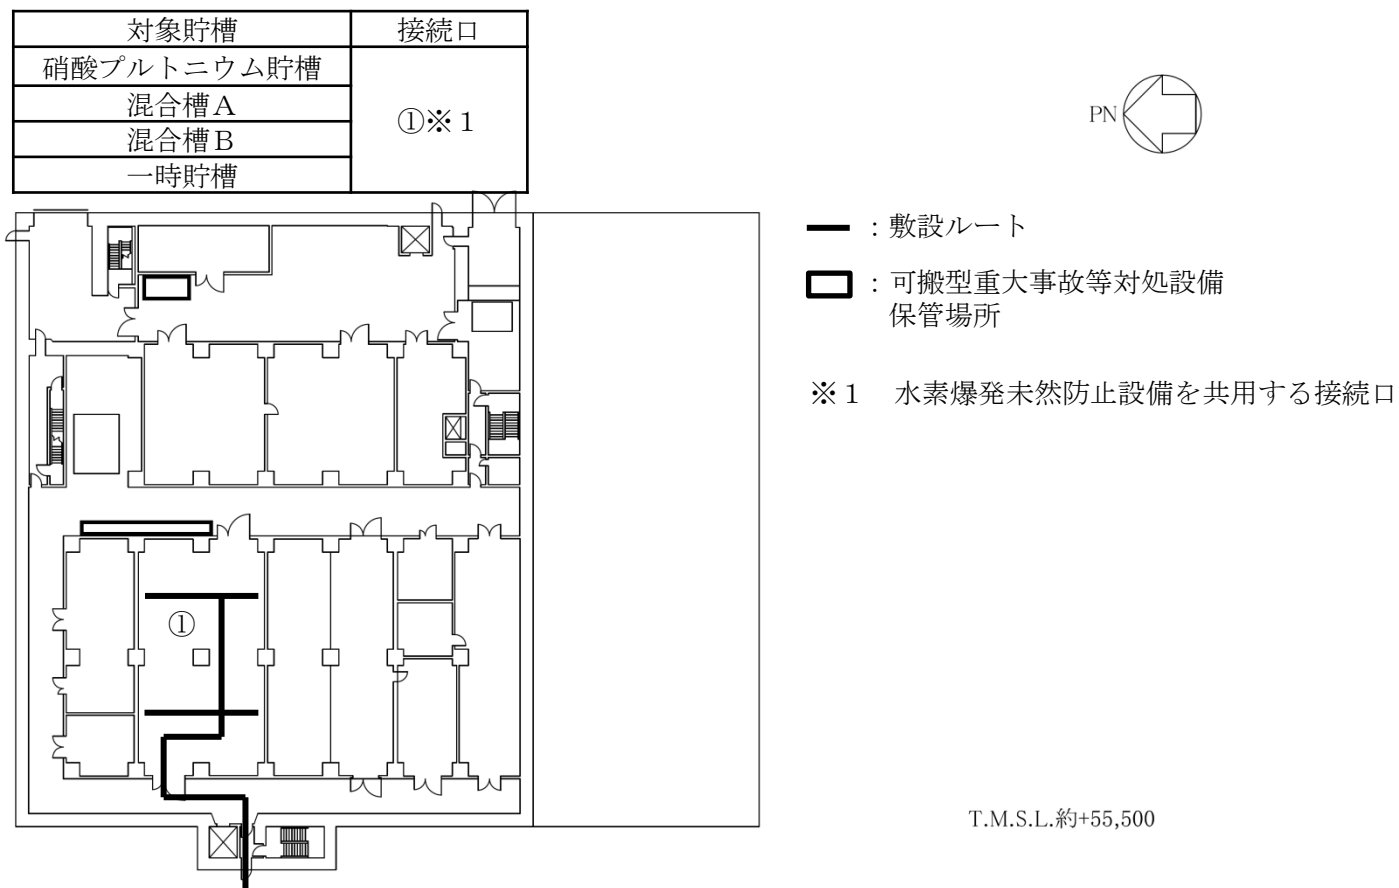 対象貯槽 接続口
硝酸プルトニウム貯槽
混合槽A
混合槽B
一時貯槽
①※1
PN
：敷設ルート
：可搬型重大事故等対処設備
保管場所
※1　水素爆発未然防止設備を共用する接続口
①
T.M.S.L.約+55,500